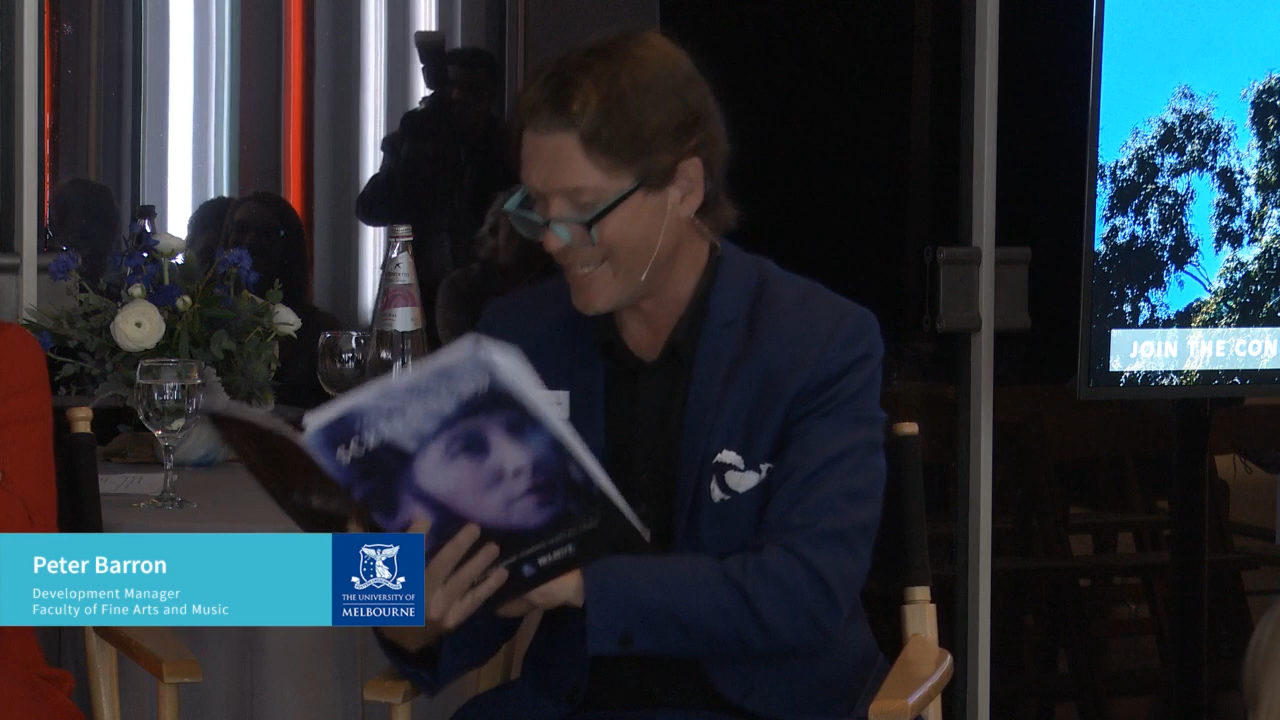 JOIN THE CON
Peter Barron
Development Manager
Faculty of Fine Arts and Music
THE UNIVERSITY OF
MELBOURNE